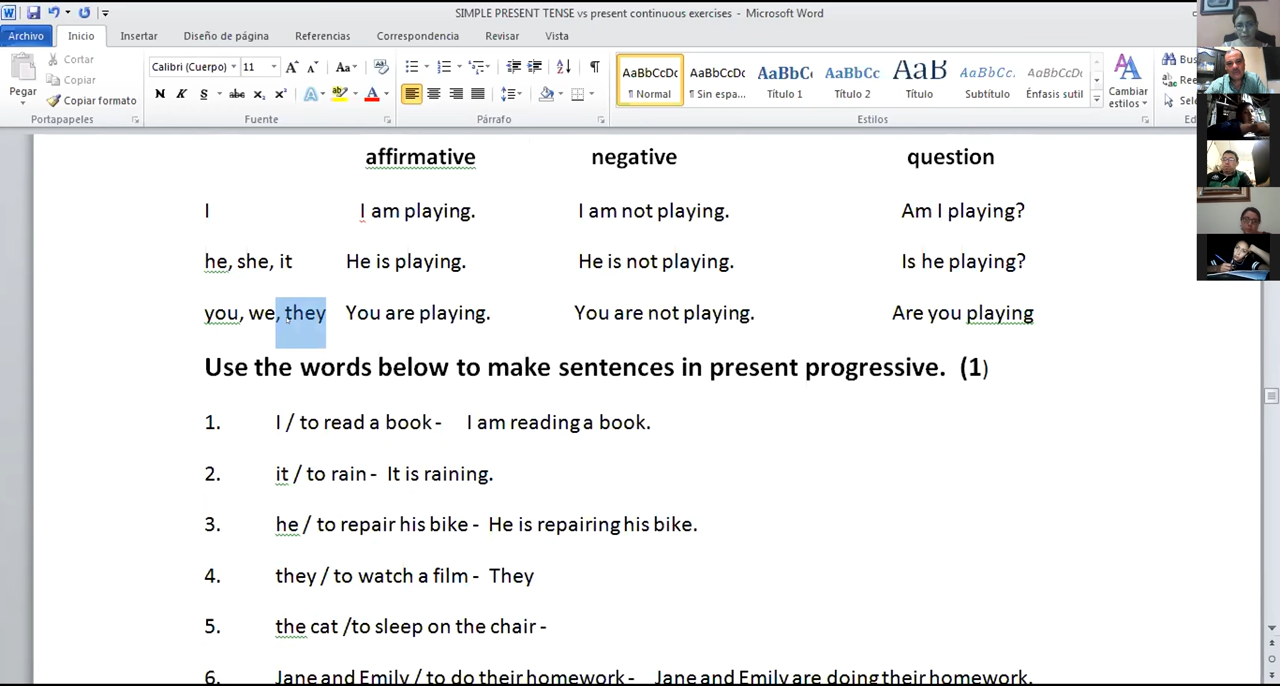 SIMPLE PRESENT TENSE vs present continuous exercises - Microsoft Word
Archivo Inicio Insertar Diseño de página Referencias Correspondencia Revisar Vista
Cortar
Copiar
Copiar formato
Pegar
Calibri (Cuerpo) 11
N K S abc x₂ x²
AaBbCcDc AaBbCcDc AaBbC AaBbCc AaB AaBbCc. AaBbCcDc
¶ Normal ¶ Sin espa... Título 1 Título 2 Título Subtítulo Énfasis sutil
Cambiar estilos
Portapapeles Fuente Párrafo Estilos
affirmative negative question
I I am playing. I am not playing. Am I playing?
he, she, it He is playing. He is not playing. Is he playing?
you, we, they You are playing. You are not playing. Are you playing
Use the words below to make sentences in present progressive. (1)
1. I / to read a book - I am reading a book.
2. it / to rain - It is raining.
3. he / to repair his bike - He is repairing his bike.
4. they / to watch a film - They
5. the cat /to sleep on the chair -
6. Jane and Emily / to do their homework - Jane and Emily are doing their homework.